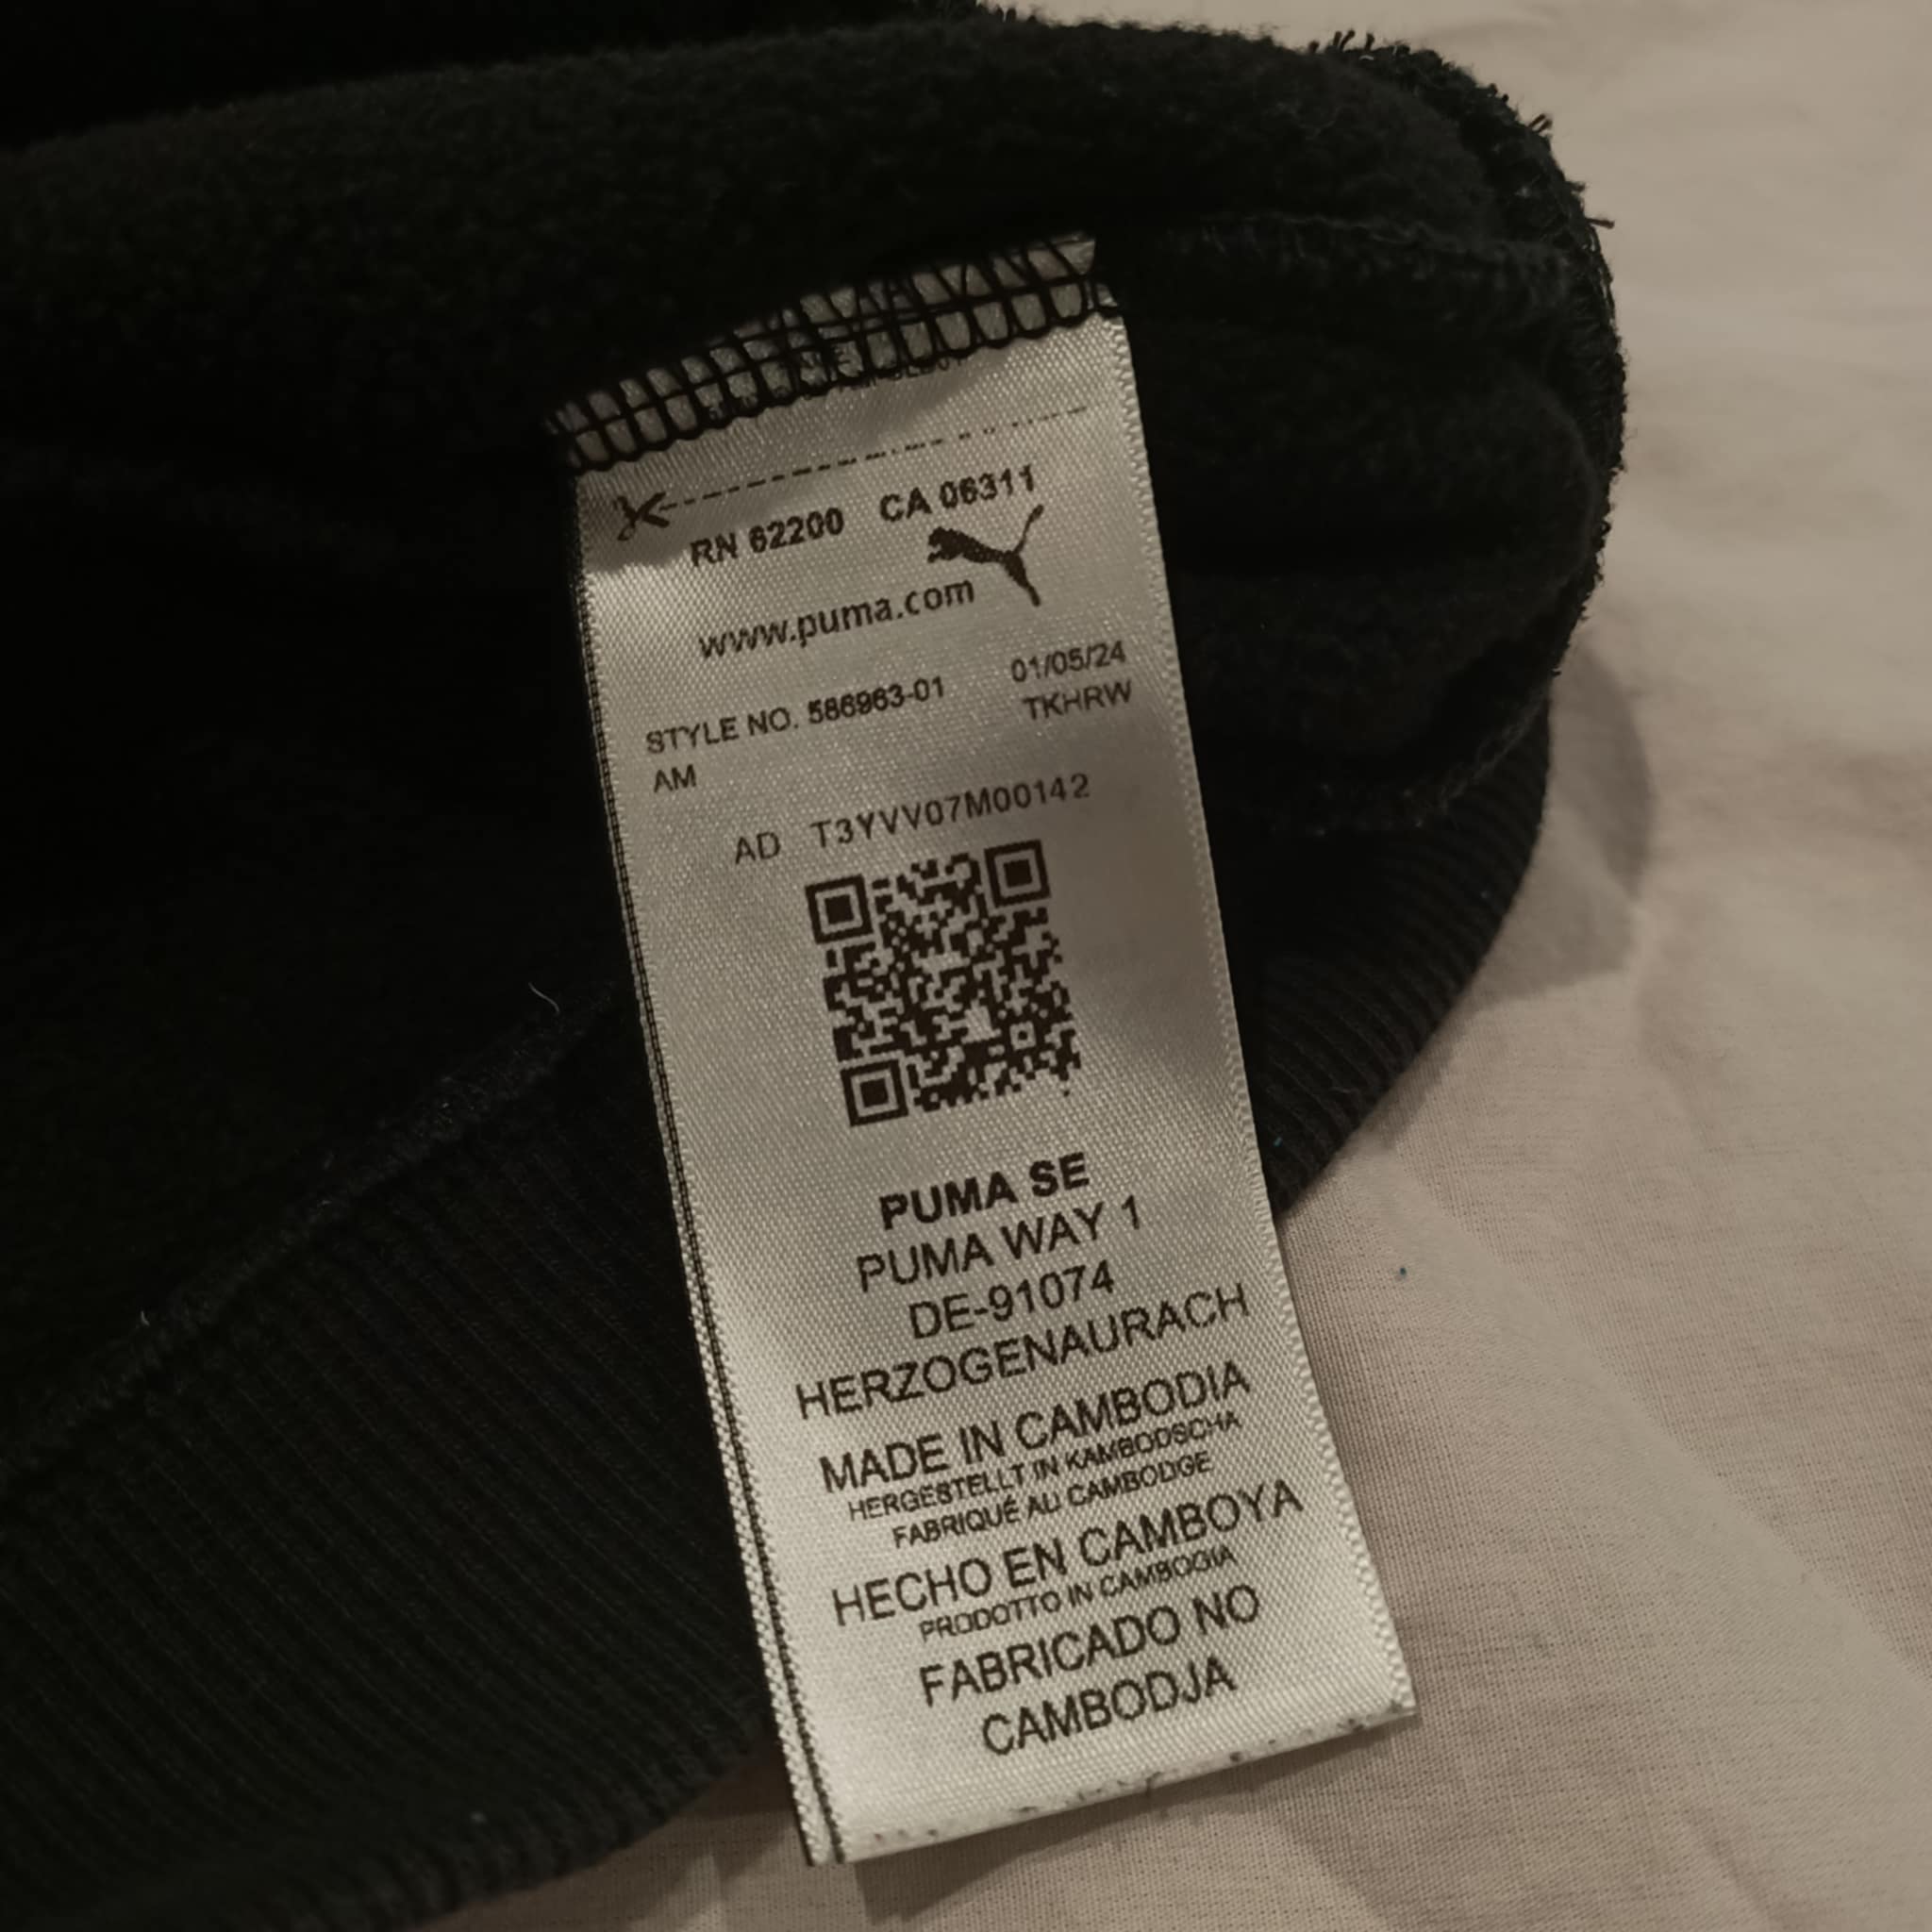 RN 62200 CA 06311
www.puma.com
STYLE NO. 586963-01 01/05/24
AM TKHRW
AD T3YVV07M00142
PUMA SE
PUMA WAY 1
DE-91074
HERZOGENAURACH
MADE IN CAMBODIA
HERGESTELLT IN KAMBODSCHA
FABRIQUÉ AU CAMBODGE
HECHO EN CAMBOYA
PRODOTTO IN CAMBOGIA
FABRICADO NO
CAMBODJA